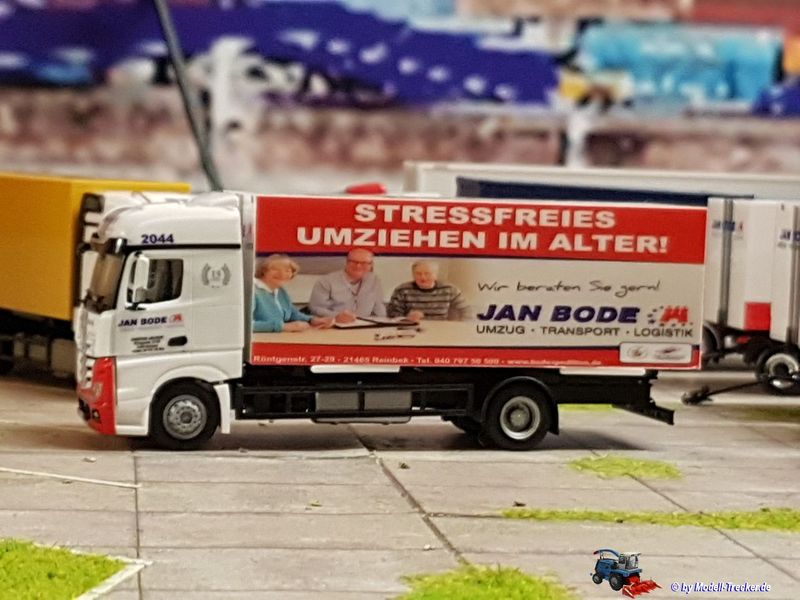 2044
STRESSFREIES
UMZIEHEN IM ALTER!
Wir beraten Sie gern!
JAN BODE
UMZUG · TRANSPORT · LOGISTIK
15
JAN BODE
Röntgenstr. 27-29 · 21465 Reinbek · Tel. 040 797 50 500 ·
© by Modell-Trecker.de